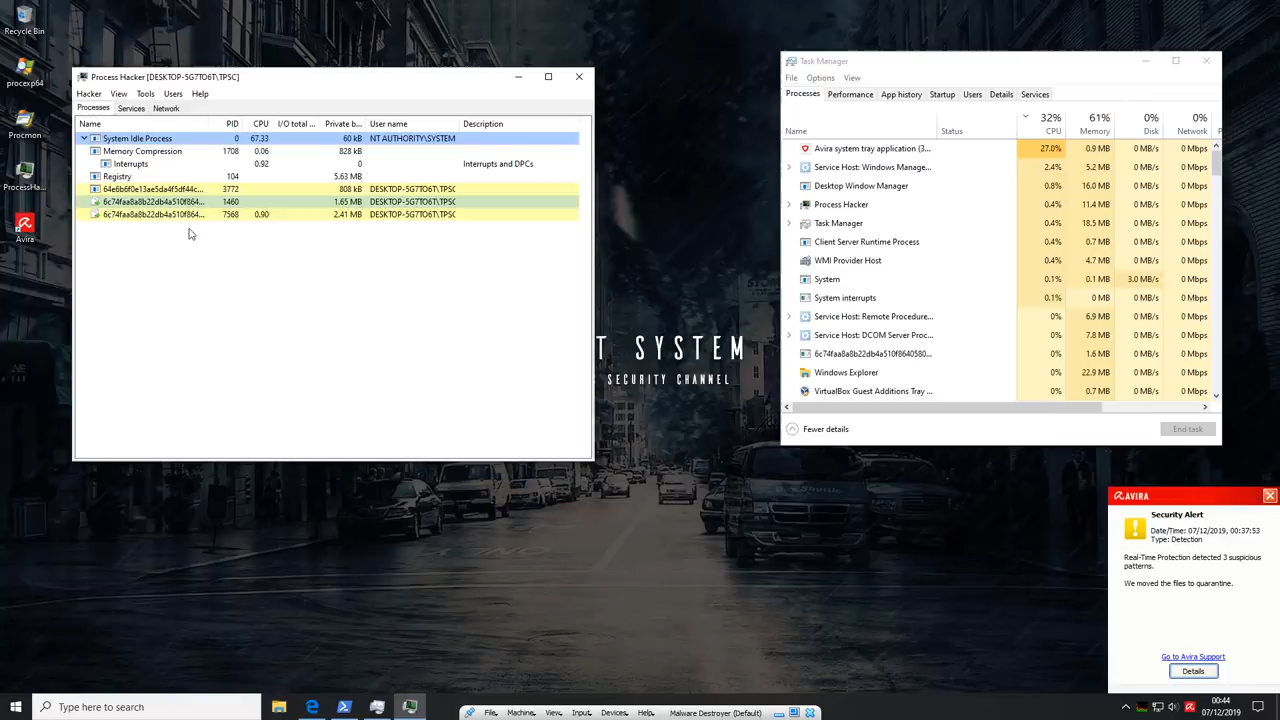 Recycle Bin
procexp64
Procmon
ProcessHa...
Avira
Process Hacker [DESKTOP-5G7TO6T\TPSC]
Hacker View Tools Users Help
Processes Services Network
Name PID CPU I/O total ... Private b... User name Description
System Idle Process 0 67.33 60 kB NT AUTHORITY\SYSTEM
Memory Compression 1708 0.06 828 kB
Interrupts 0.92 0 Interrupts and DPCs
Registry 104 5.63 MB
64e6b6f0e13ae5da4f5df44c... 3772 808 kB DESKTOP-5G7TO6T\TPSC
6c74faa8a8b22db4a510f864... 1460 1.65 MB DESKTOP-5G7TO6T\TPSC
6c74faa8a8b22db4a510f864... 7568 0.90 2.41 MB DESKTOP-5G7TO6T\TPSC
T SYSTEM
SECURITY CHANNEL
Task Manager
File Options View
Processes Performance App history Startup Users Details Services
32% 61% 0% 0%
Name Status CPU Memory Disk Network P
Avira system tray application (3... 27.0% 0.9 MB 0 MB/s 0 Mbps
Service Host: Windows Manage... 2.4% 5.2 MB 0 MB/s 0 Mbps
Desktop Window Manager 0.8% 16.0 MB 0 MB/s 0 Mbps
Process Hacker 0.4% 11.4 MB 0 MB/s 0 Mbps
Task Manager 0.4% 18.5 MB 0 MB/s 0 Mbps
Client Server Runtime Process 0.4% 0.7 MB 0 MB/s 0 Mbps
WMI Provider Host 0.4% 4.7 MB 0 MB/s 0 Mbps
System 0.1% 0.1 MB 3.0 MB/s 0 Mbps
System interrupts 0.1% 0 MB 0 MB/s 0 Mbps
Service Host: Remote Procedure... 0% 6.9 MB 0 MB/s 0 Mbps
Service Host: DCOM Server Proc... 0% 7.8 MB 0 MB/s 0 Mbps
6c74faa8a8b22db4a510f8640580... 0% 1.6 MB 0 MB/s 0 Mbps
Windows Explorer 0% 22.9 MB 0 MB/s 0 Mbps
VirtualBox Guest Additions Tray ... 0% 0.7 MB 0 MB/s 0 Mbps
Fewer details End task
AVIRA
Security Alert
Date/Time: 07/12/2019, 00:37:53
Type: Detection
Real-Time Protection detected 3 suspicious
patterns.
We moved the files to quarantine.
Go to Avira Support
Details
Type here to search
File Machine View Input Devices Help Malware Destroyer (Default)
00:44
07/12/2019